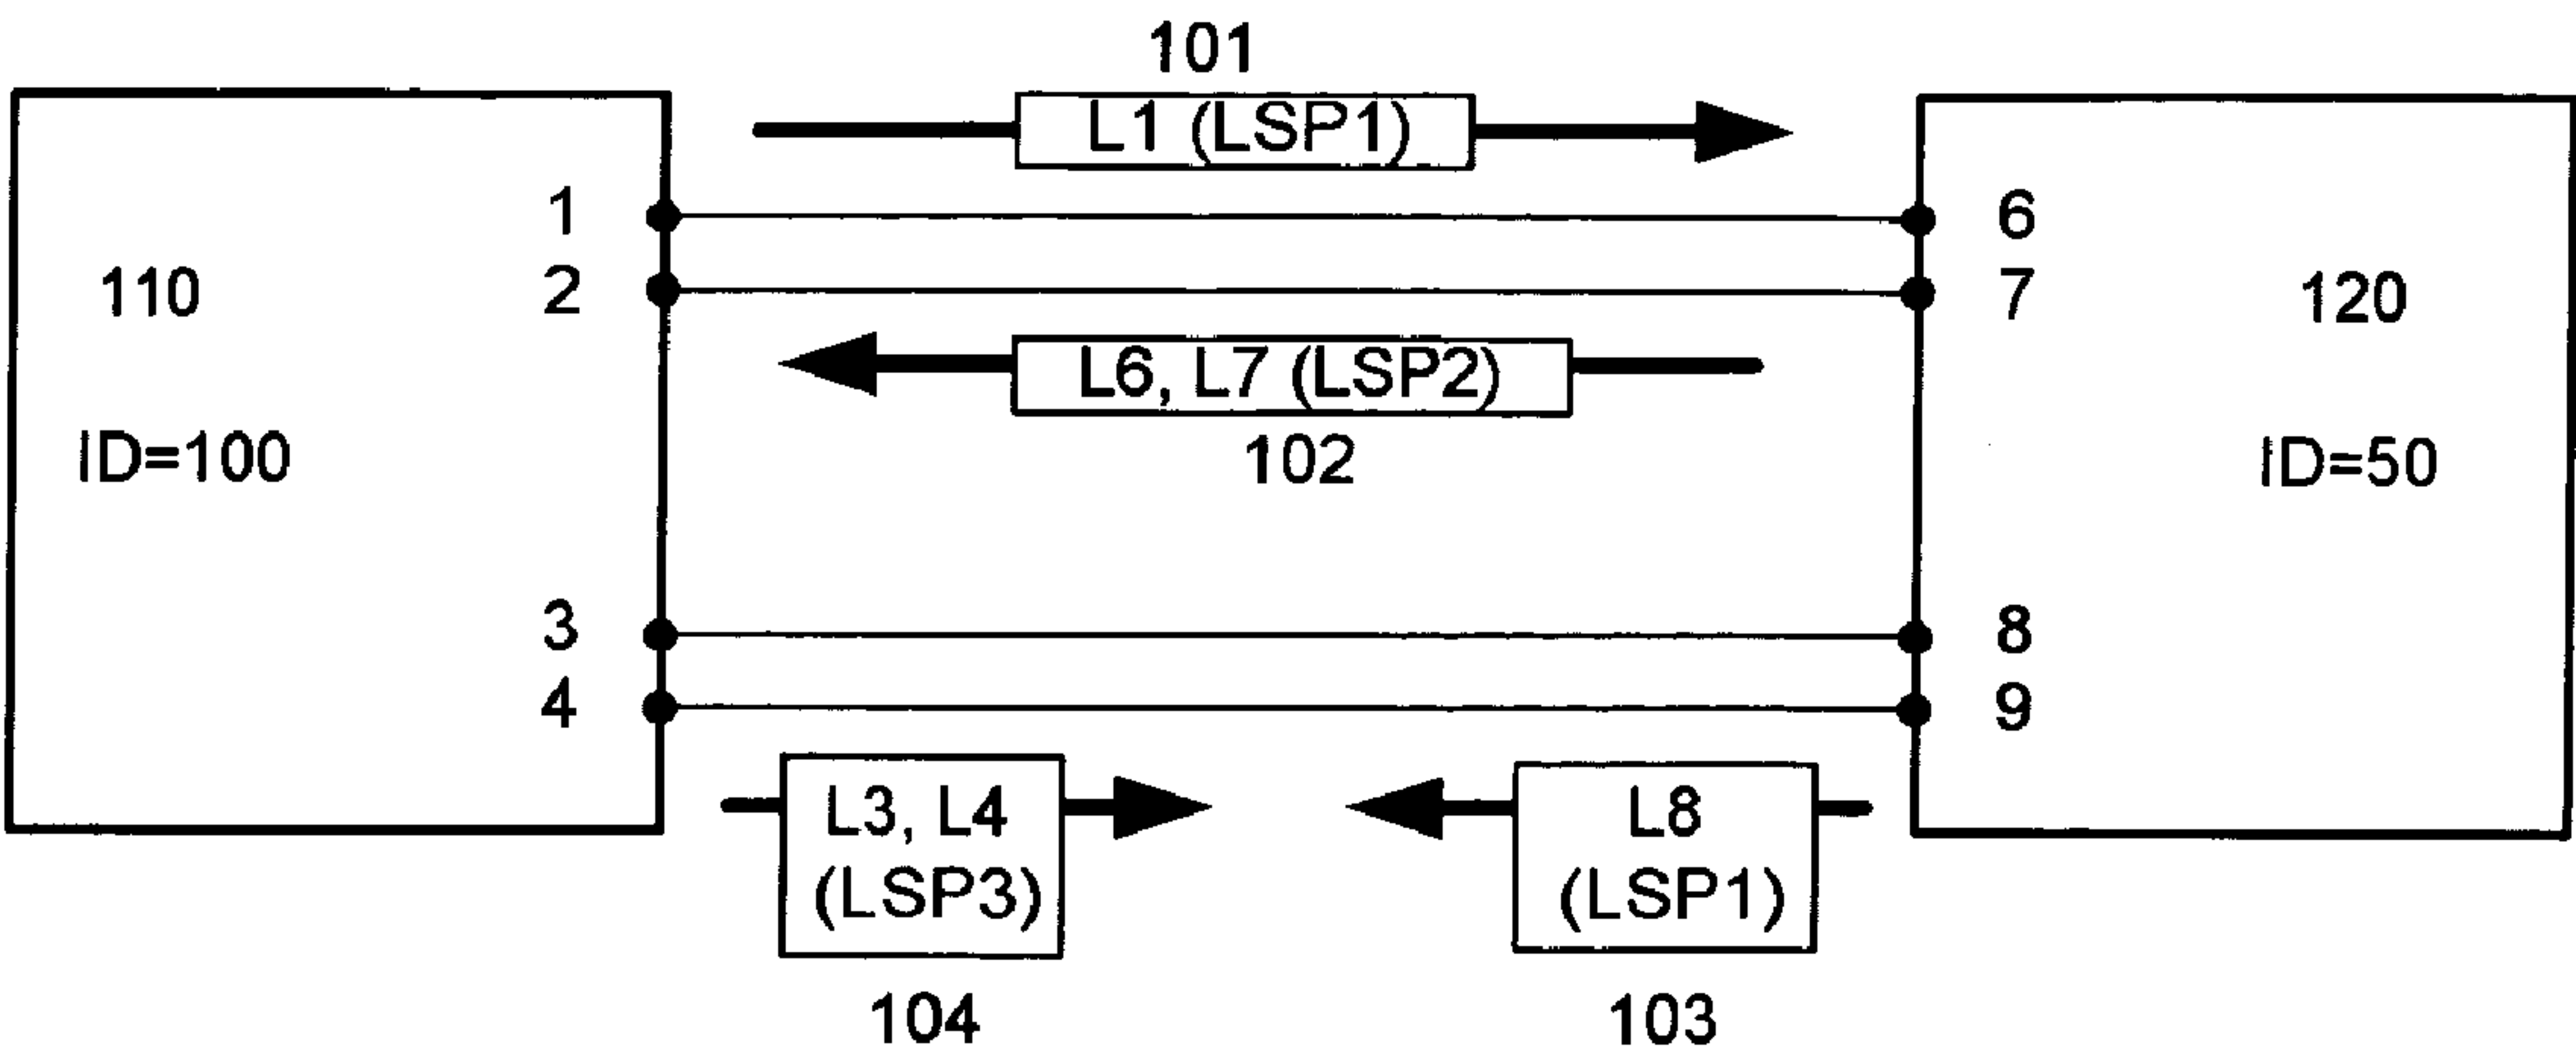 101
L1 (LSP1)
1
6
2
7
110
120
L6, L7 (LSP2)
102
ID=100
ID=50
3
8
4
9
L3, L4
(LSP3)
L8
(LSP1)
104
103